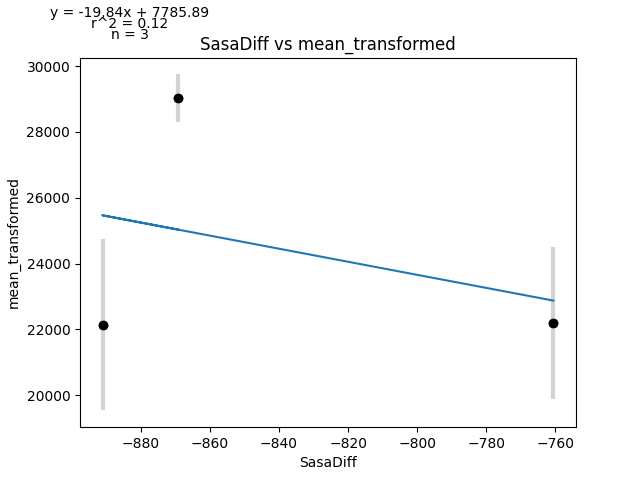 y = -19.84x + 7785.89
r^2 = 0.12
n = 3
SasaDiff vs mean_transformed
30000
28000
26000
24000
22000
20000
mean_transformed
−880 −860 −840 −820 −800 −780 −760
SasaDiff